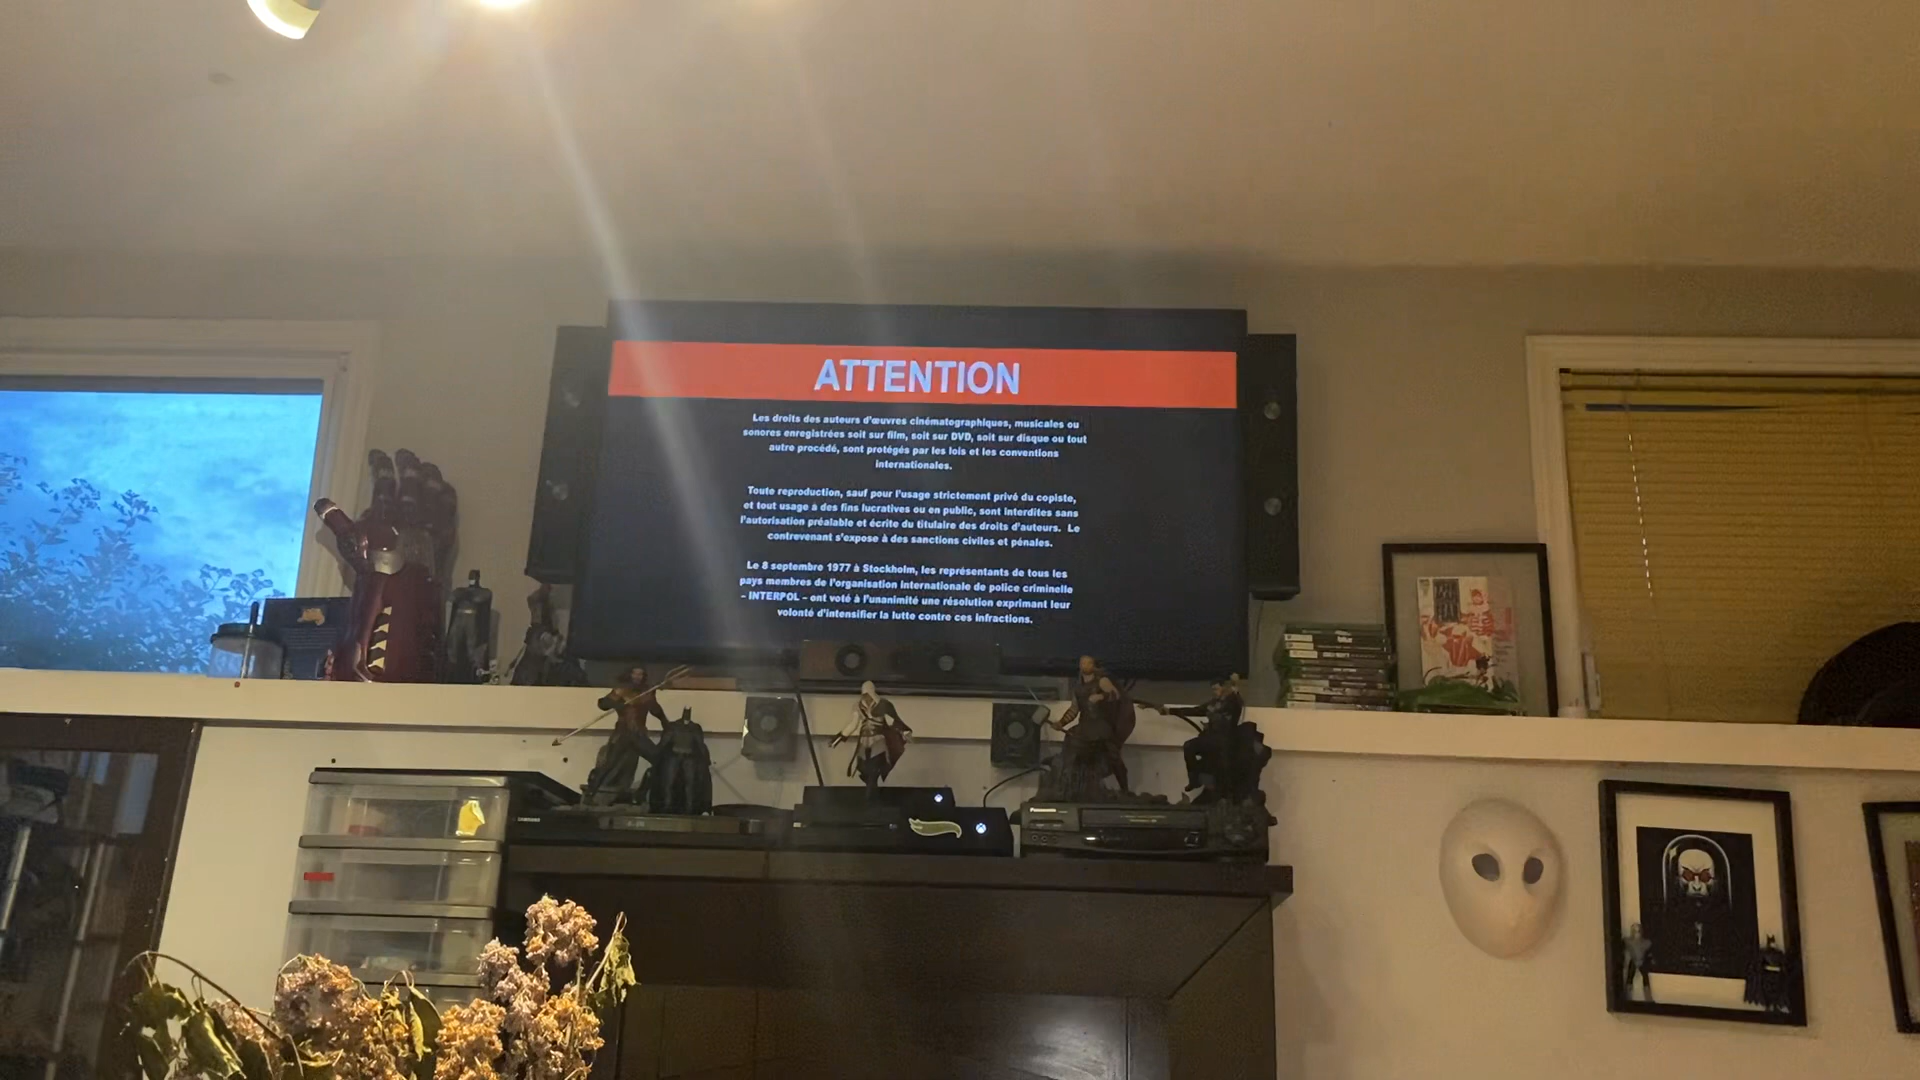 ATTENTION
Les droits des auteurs d'œuvres cinématographiques, musicales ou
sonores enregistrées soit sur film, soit sur DVD, soit sur disque ou tout
autre procédé, sont protégés par les lois et les conventions
internationales.
Toute reproduction, sauf pour l'usage strictement privé du copiste,
et tout usage à des fins lucratives ou en public, sont interdites sans
l'autorisation préalable et écrite du titulaire des droits d'auteurs. Le
contrevenant s'expose à des sanctions civiles et pénales.
Le 8 septembre 1977 à Stockholm, les représentants de tous les
pays membres de l'organisation internationale de police criminelle
– INTERPOL – ont voté à l'unanimité une résolution exprimant leur
volonté d'intensifier la lutte contre ces infractions.
SAMSUNG
Panasonic